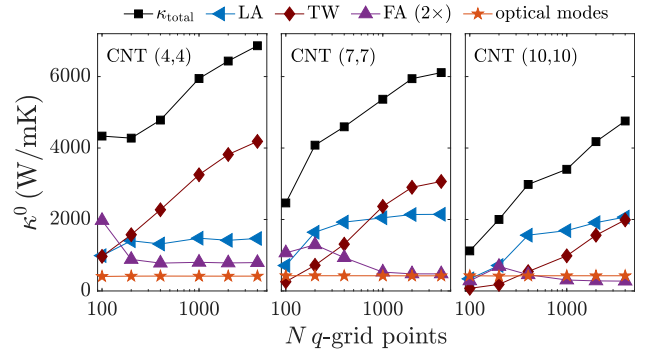 κtotal LA TW FA (2×) optical modes
CNT (4,4) CNT (7,7) CNT (10,10)
6000
4000
2000
0
κ⁰ (W/mK)
100 1000 100 1000 100 1000
N q-grid points